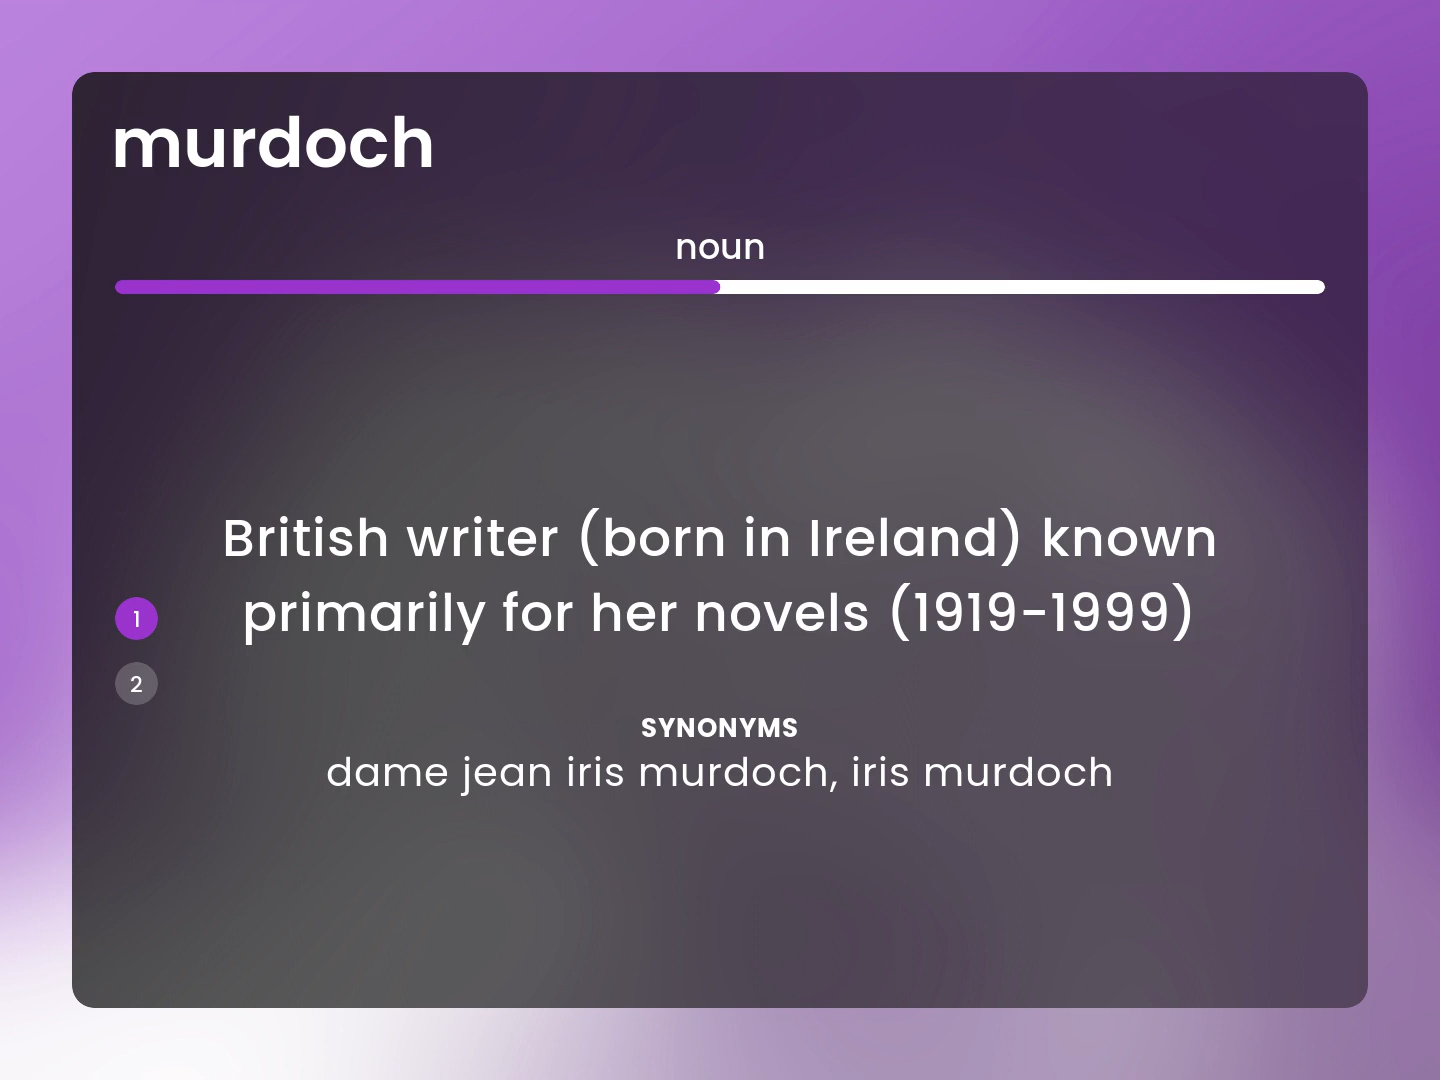 murdoch
noun
British writer (born in Ireland) known
primarily for her novels (1919-1999)
1
2
SYNONYMS
dame jean iris murdoch, iris murdoch